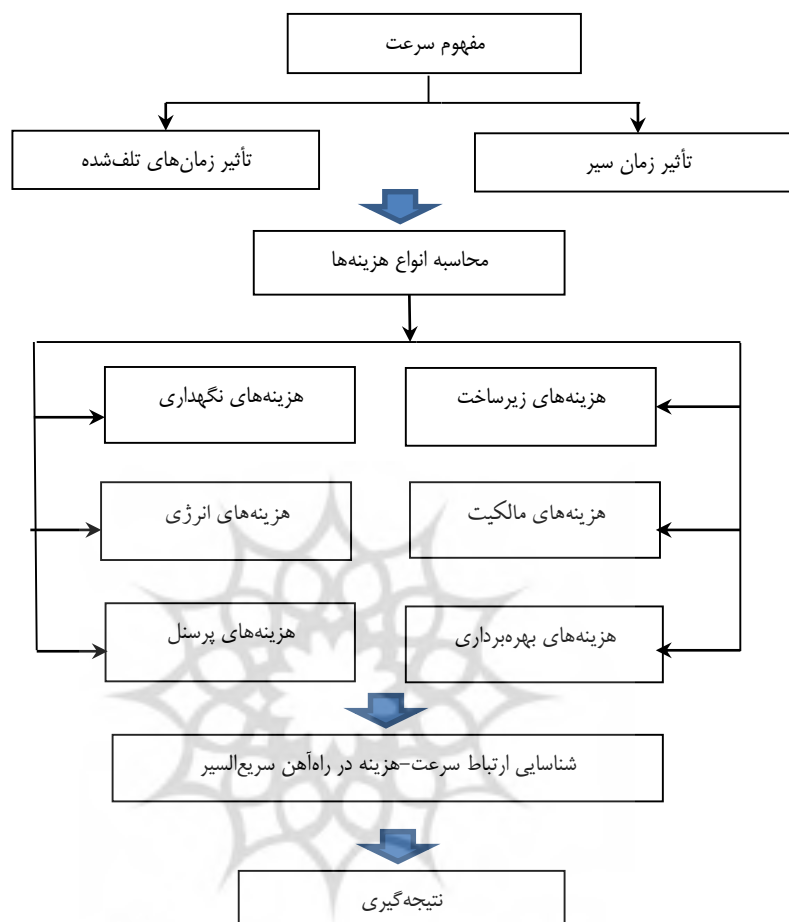 مفهوم سرعت
تأثیر زمان سیر
تأثیر زمان‌های تلف‌شده
محاسبه انواع هزینه‌ها
هزینه‌های زیرساخت
هزینه‌های نگهداری
هزینه‌های مالکیت
هزینه‌های انرژی
هزینه‌های بهره‌برداری
هزینه‌های پرسنل
شناسایی ارتباط سرعت-هزینه در راه‌آهن سریع‌السیر
نتیجه‌گیری